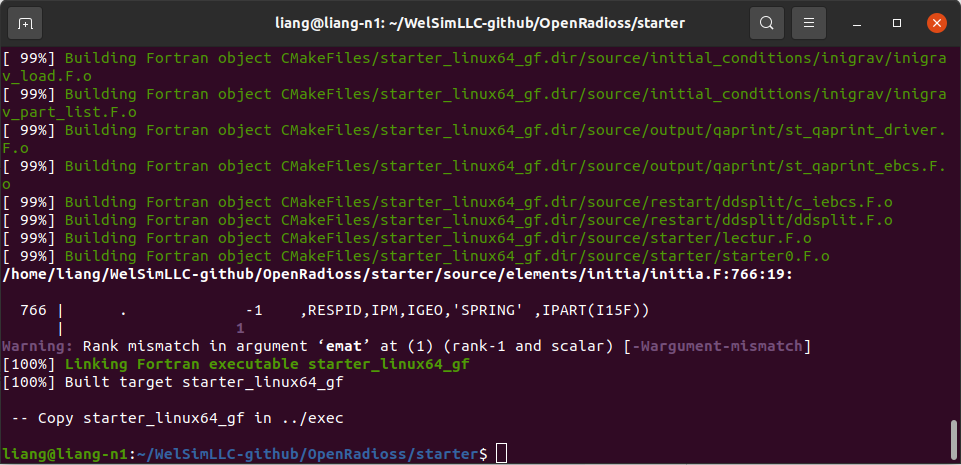 liang@liang-n1: ~/WelSimLLC-github/OpenRadioss/starter
[ 99%] Building Fortran object CMakeFiles/starter_linux64_gf.dir/source/initial_conditions/inigrav/inigra
v_load.F.o
[ 99%] Building Fortran object CMakeFiles/starter_linux64_gf.dir/source/initial_conditions/inigrav/inigra
v_part_list.F.o
[ 99%] Building Fortran object CMakeFiles/starter_linux64_gf.dir/source/output/qaprint/st_qaprint_driver.
F.o
[ 99%] Building Fortran object CMakeFiles/starter_linux64_gf.dir/source/output/qaprint/st_qaprint_ebcs.F.
o
[ 99%] Building Fortran object CMakeFiles/starter_linux64_gf.dir/source/restart/ddsplit/c_iebcs.F.o
[ 99%] Building Fortran object CMakeFiles/starter_linux64_gf.dir/source/restart/ddsplit/ddsplit.F.o
[ 99%] Building Fortran object CMakeFiles/starter_linux64_gf.dir/source/starter/lectur.F.o
[ 99%] Building Fortran object CMakeFiles/starter_linux64_gf.dir/source/starter/starter0.F.o
/home/liang/WelSimLLC-github/OpenRadioss/starter/source/elements/initia/initia.F:766:19:
  766 |      .             -1    ,RESPID,IPM,IGEO,'SPRING' ,IPART(I15F))
      |                   1
Warning: Rank mismatch in argument ‘emat’ at (1) (rank-1 and scalar) [-Wargument-mismatch]
[100%] Linking Fortran executable starter_linux64_gf
[100%] Built target starter_linux64_gf
 -- Copy starter_linux64_gf in ../exec
liang@liang-n1:~/WelSimLLC-github/OpenRadioss/starter$